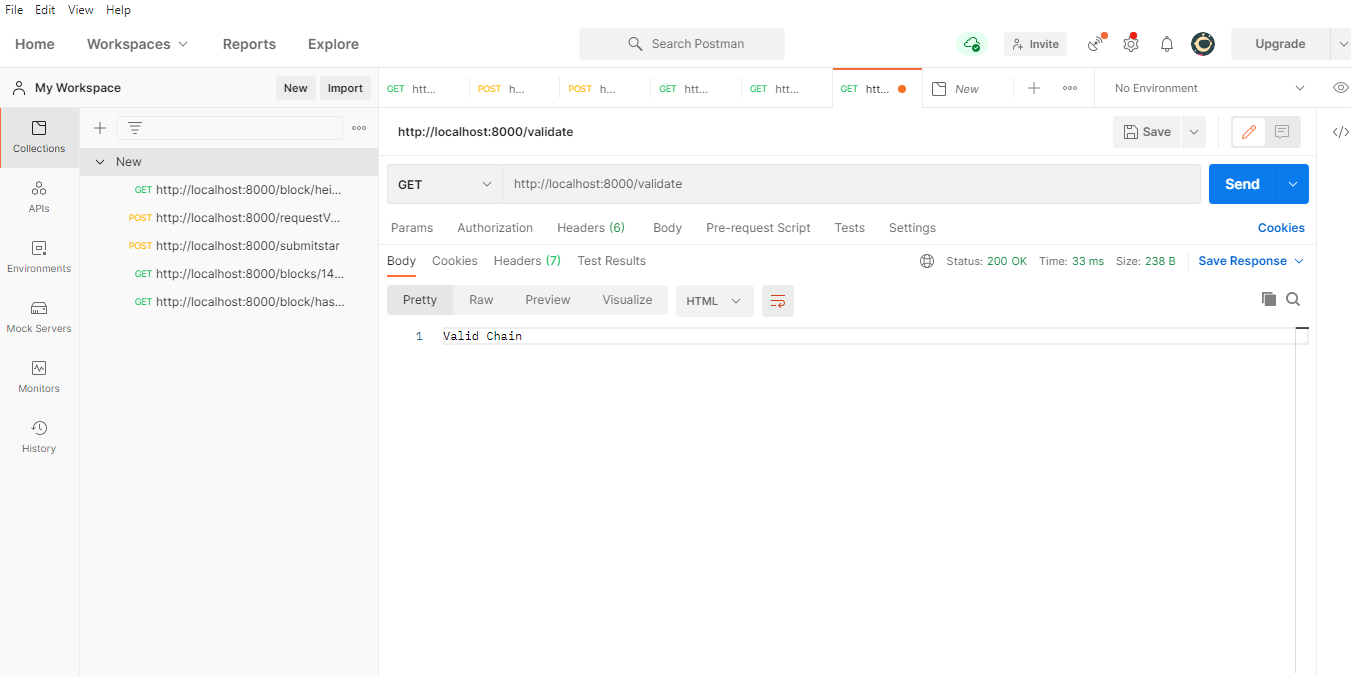 File Edit View Help
Home Workspaces Reports Explore Search Postman Invite Upgrade
My Workspace New Import
GET htt... POST h... POST h... GET htt... GET htt... GET htt... New No Environment
Collections
APIs
Environments
Mock Servers
Monitors
History
New
GET http://localhost:8000/block/hei...
POST http://localhost:8000/requestV...
POST http://localhost:8000/submitstar
GET http://localhost:8000/blocks/14...
GET http://localhost:8000/block/has...
http://localhost:8000/validate Save
GET http://localhost:8000/validate Send
Params Authorization Headers (6) Body Pre-request Script Tests Settings Cookies
Body Cookies Headers (7) Test Results Status: 200 OK Time: 33 ms Size: 238 B Save Response
Pretty Raw Preview Visualize HTML
1 Valid Chain